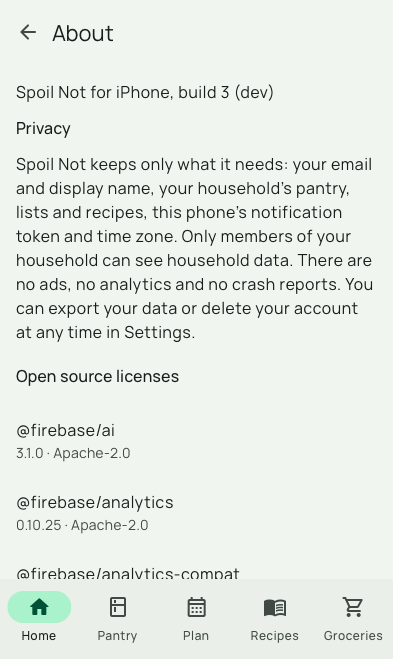 About
Spoil Not for iPhone, build 3 (dev)
Privacy
Spoil Not keeps only what it needs: your email
and display name, your household's pantry,
lists and recipes, this phone's notification
token and time zone. Only members of your
household can see household data. There are
no ads, no analytics and no crash reports. You
can export your data or delete your account
at any time in Settings.
Open source licenses
@firebase/ai
3.1.0 · Apache-2.0
@firebase/analytics
0.10.25 · Apache-2.0
@firebase/analytics-compat
Home Pantry Plan Recipes Groceries